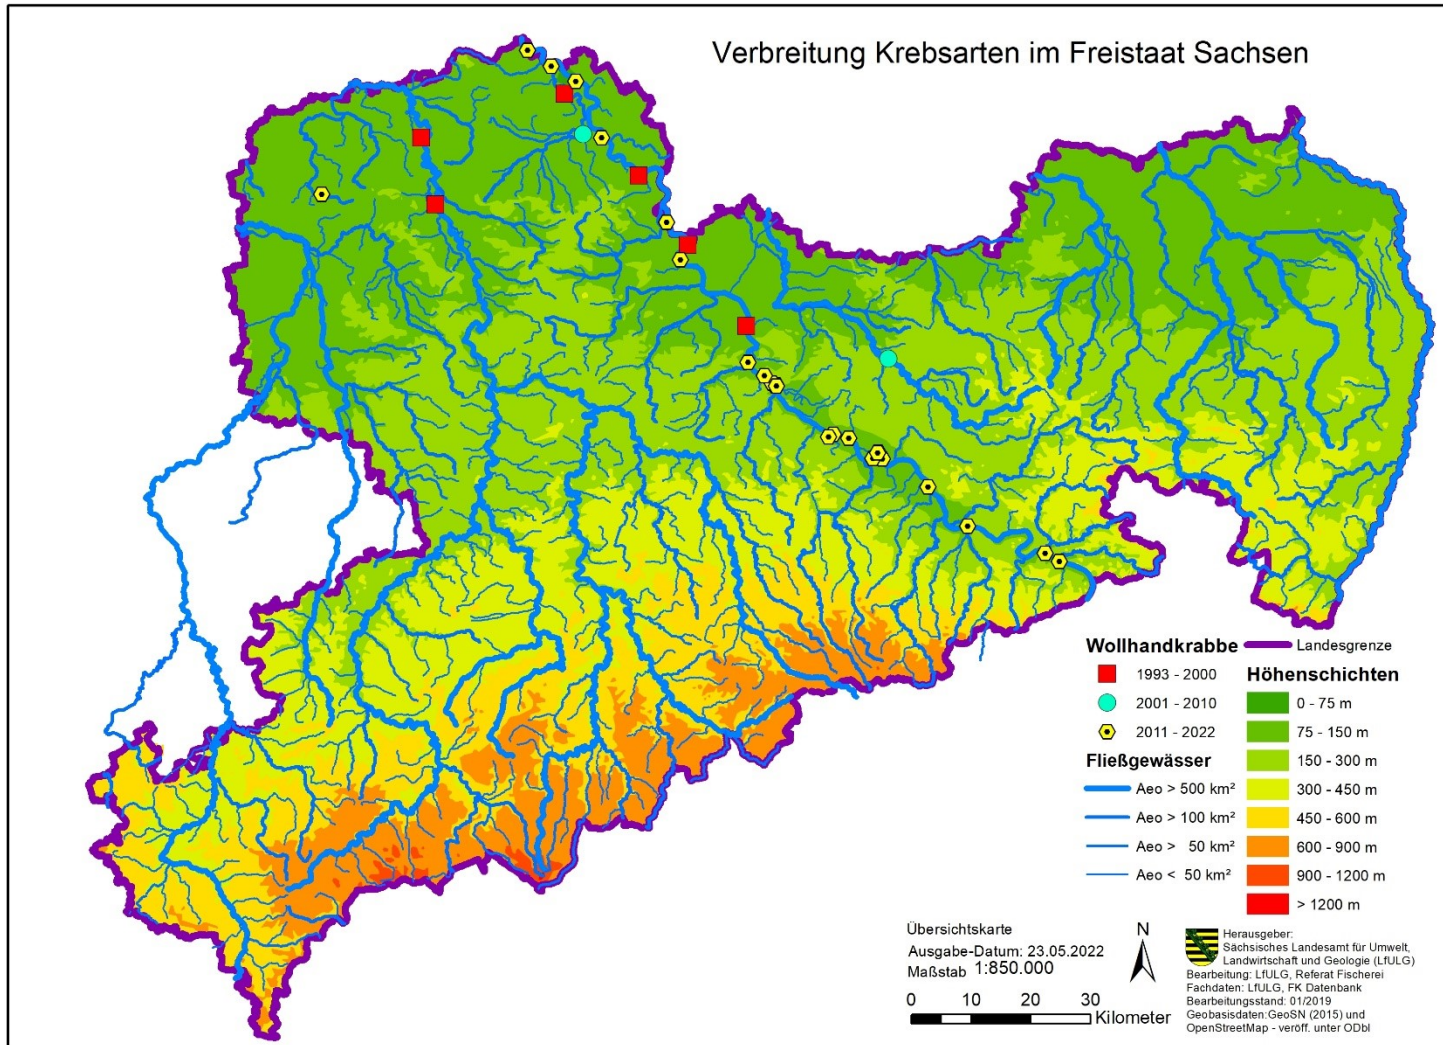 Verbreitung Krebsarten im Freistaat Sachsen
Wollhandkrabbe
1993 - 2000
2001 - 2010
2011 - 2022
Fließgewässer
Aeo > 500 km²
Aeo > 100 km²
Aeo > 50 km²
Aeo < 50 km²
Landesgrenze
Höhenschichten
0 - 75 m
75 - 150 m
150 - 300 m
300 - 450 m
450 - 600 m
600 - 900 m
900 - 1200 m
> 1200 m
Übersichtskarte
Ausgabe-Datum: 23.05.2022
Maßstab 1:850.000
0 10 20 30
Kilometer
N
Herausgeber:
Sächsisches Landesamt für Umwelt,
Landwirtschaft und Geologie (LfULG)
Bearbeitung: LfULG, Referat Fischerei
Fachdaten: LfULG, FK Datenbank
Bearbeitungsstand: 01/2019
Geobasisdaten:GeoSN (2015) und
OpenStreetMap - veröff. unter ODbl